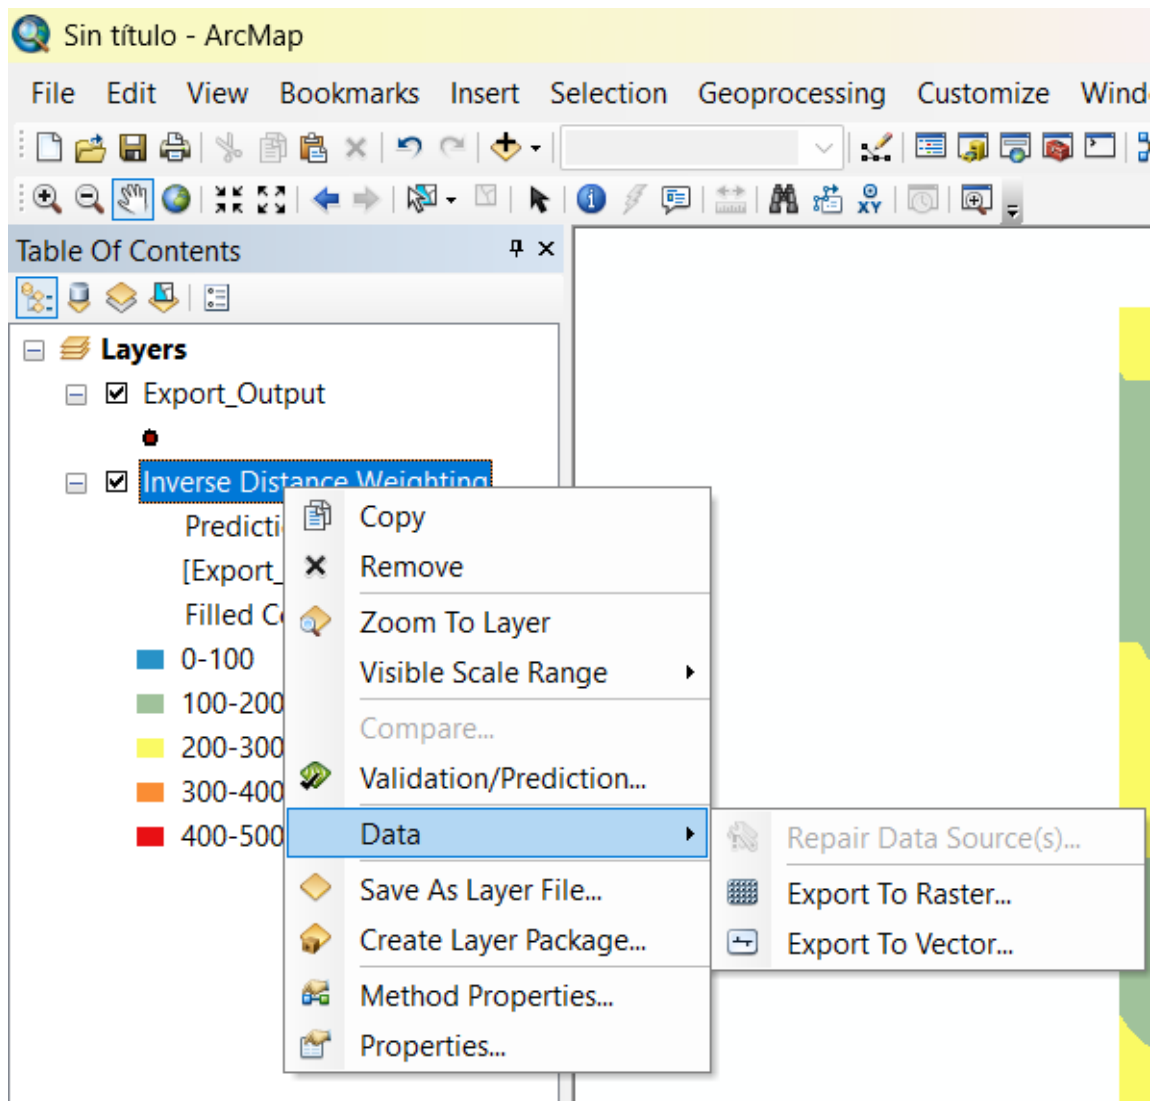 Sin título - ArcMap
File Edit View Bookmarks Insert Selection Geoprocessing Customize Wind
Table Of Contents
Layers
Export_Output
Inverse Distance Weighting
Predicti
[Export_
Filled C
0-100
100-200
200-300
300-400
400-500
Copy
Remove
Zoom To Layer
Visible Scale Range
Compare...
Validation/Prediction...
Data
Save As Layer File...
Create Layer Package...
Method Properties...
Properties...
Repair Data Source(s)...
Export To Raster...
Export To Vector...